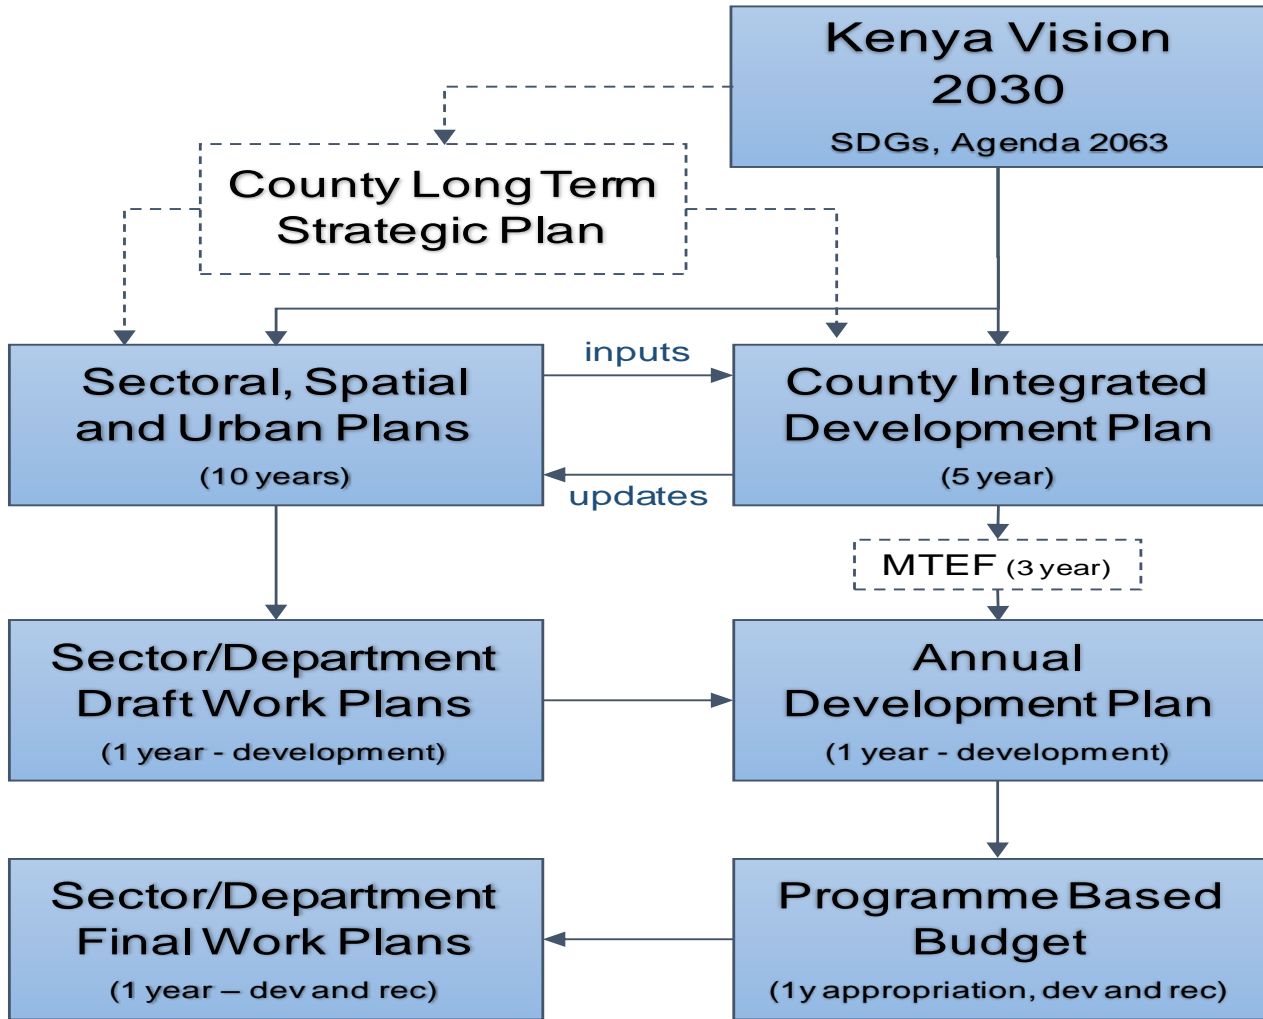 Kenya Vision
2030
SDGs, Agenda 2063
County Long Term
Strategic Plan
Sectoral, Spatial
and Urban Plans
(10 years)
inputs
updates
County Integrated
Development Plan
(5 year)
MTEF (3 year)
Sector/Department
Draft Work Plans
(1 year - development)
Annual
Development Plan
(1 year - development)
Sector/Department
Final Work Plans
(1 year – dev and rec)
Programme Based
Budget
(1y appropriation, dev and rec)